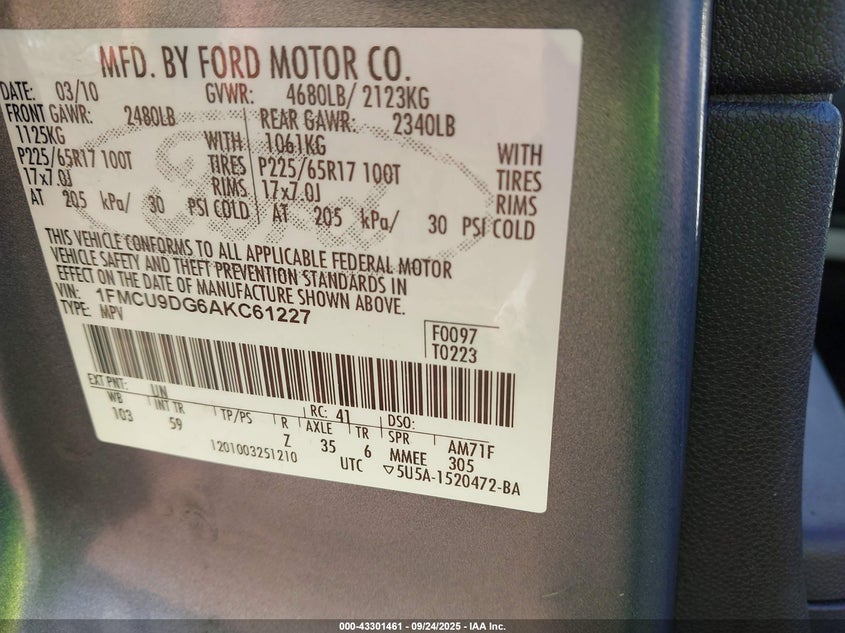 MFD. BY FORD MOTOR CO.
DATE: 03/10 GVWR: 4680LB/ 2123KG
FRONT GAWR: 2480LB REAR GAWR: 2340LB
1125KG WITH 1061KG WITH
P225/65R17 100T TIRES P225/65R17 100T TIRES
17x7.0J RIMS 17x7.0J RIMS
AT 205 kPa/ 30 PSI COLD AT 205 kPa/ 30 PSI COLD
THIS VEHICLE CONFORMS TO ALL APPLICABLE FEDERAL MOTOR
VEHICLE SAFETY AND THEFT PREVENTION STANDARDS IN
EFFECT ON THE DATE OF MANUFACTURE SHOWN ABOVE.
VIN: 1FMCU9DG6AKC61227
TYPE: MPV
F0097
T0223
EXT PNT: UN RC: 41 DSO:
WB INT TR TP/PS R AXLE TR SPR AM71F
103 59 Z 35 6 MMEE 305
1201003251210 UTC ▽5U5A-1520472-BA
Ford
000-43301461 - 09/24/2025 - IAA Inc.